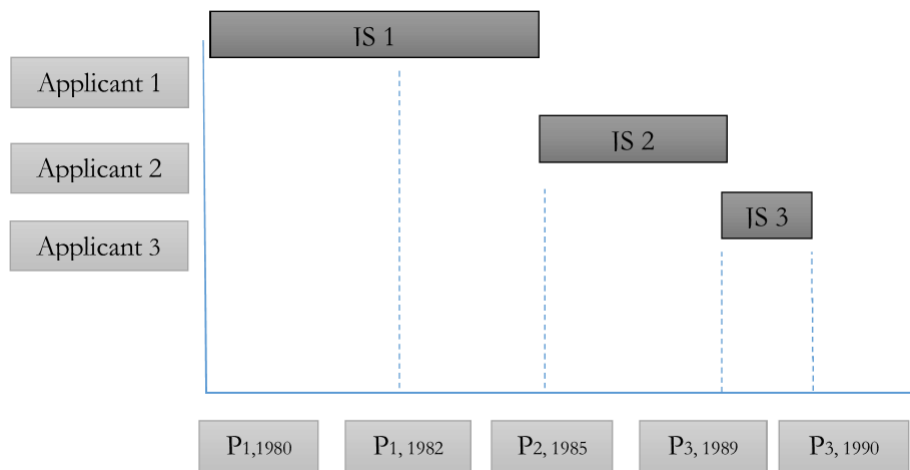 JS 1
Applicant 1
JS 2
Applicant 2
JS 3
Applicant 3
P1,1980
P1, 1982
P2, 1985
P3, 1989
P3, 1990